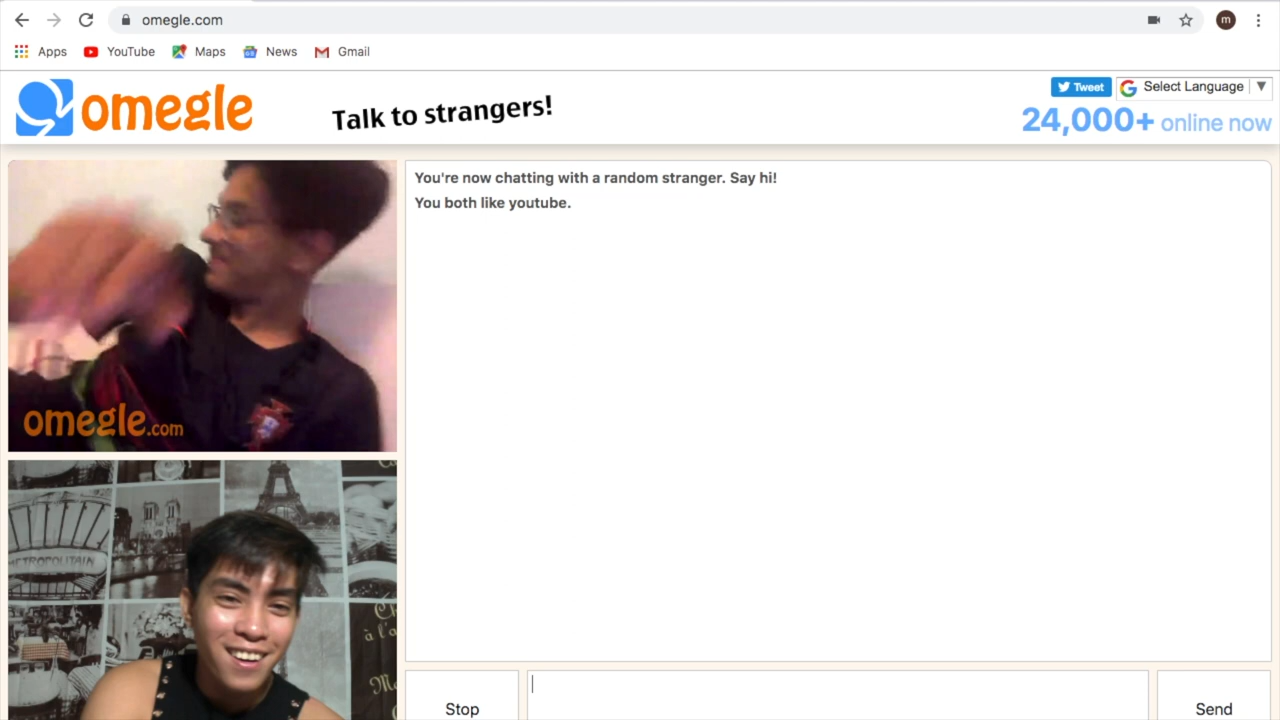 omegle.com
Apps
YouTube
Maps
News
Gmail
omegle
Talk to strangers!
Tweet
Select Language
24,000+ online now
You're now chatting with a random stranger. Say hi!
You both like youtube.
omegle.com
METROPOLITAIN
à l'a
Stop
Send
m